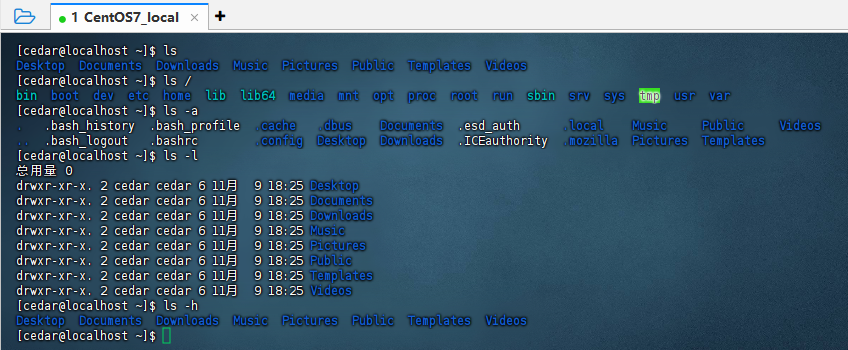 1 CentOS7_local × +
[cedar@localhost ~]$ ls
Desktop Documents Downloads Music Pictures Public Templates Videos
[cedar@localhost ~]$ ls /
bin boot dev etc home lib lib64 media mnt opt proc root run sbin srv sys tmp usr var
[cedar@localhost ~]$ ls -a
. .bash_history .bash_profile .cache .dbus Documents .esd_auth .local Music Public Videos
.. .bash_logout .bashrc .config Desktop Downloads .ICEauthority .mozilla Pictures Templates
[cedar@localhost ~]$ ls -l
总用量 0
drwxr-xr-x. 2 cedar cedar 6 11月 9 18:25 Desktop
drwxr-xr-x. 2 cedar cedar 6 11月 9 18:25 Documents
drwxr-xr-x. 2 cedar cedar 6 11月 9 18:25 Downloads
drwxr-xr-x. 2 cedar cedar 6 11月 9 18:25 Music
drwxr-xr-x. 2 cedar cedar 6 11月 9 18:25 Pictures
drwxr-xr-x. 2 cedar cedar 6 11月 9 18:25 Public
drwxr-xr-x. 2 cedar cedar 6 11月 9 18:25 Templates
drwxr-xr-x. 2 cedar cedar 6 11月 9 18:25 Videos
[cedar@localhost ~]$ ls -h
Desktop Documents Downloads Music Pictures Public Templates Videos
[cedar@localhost ~]$